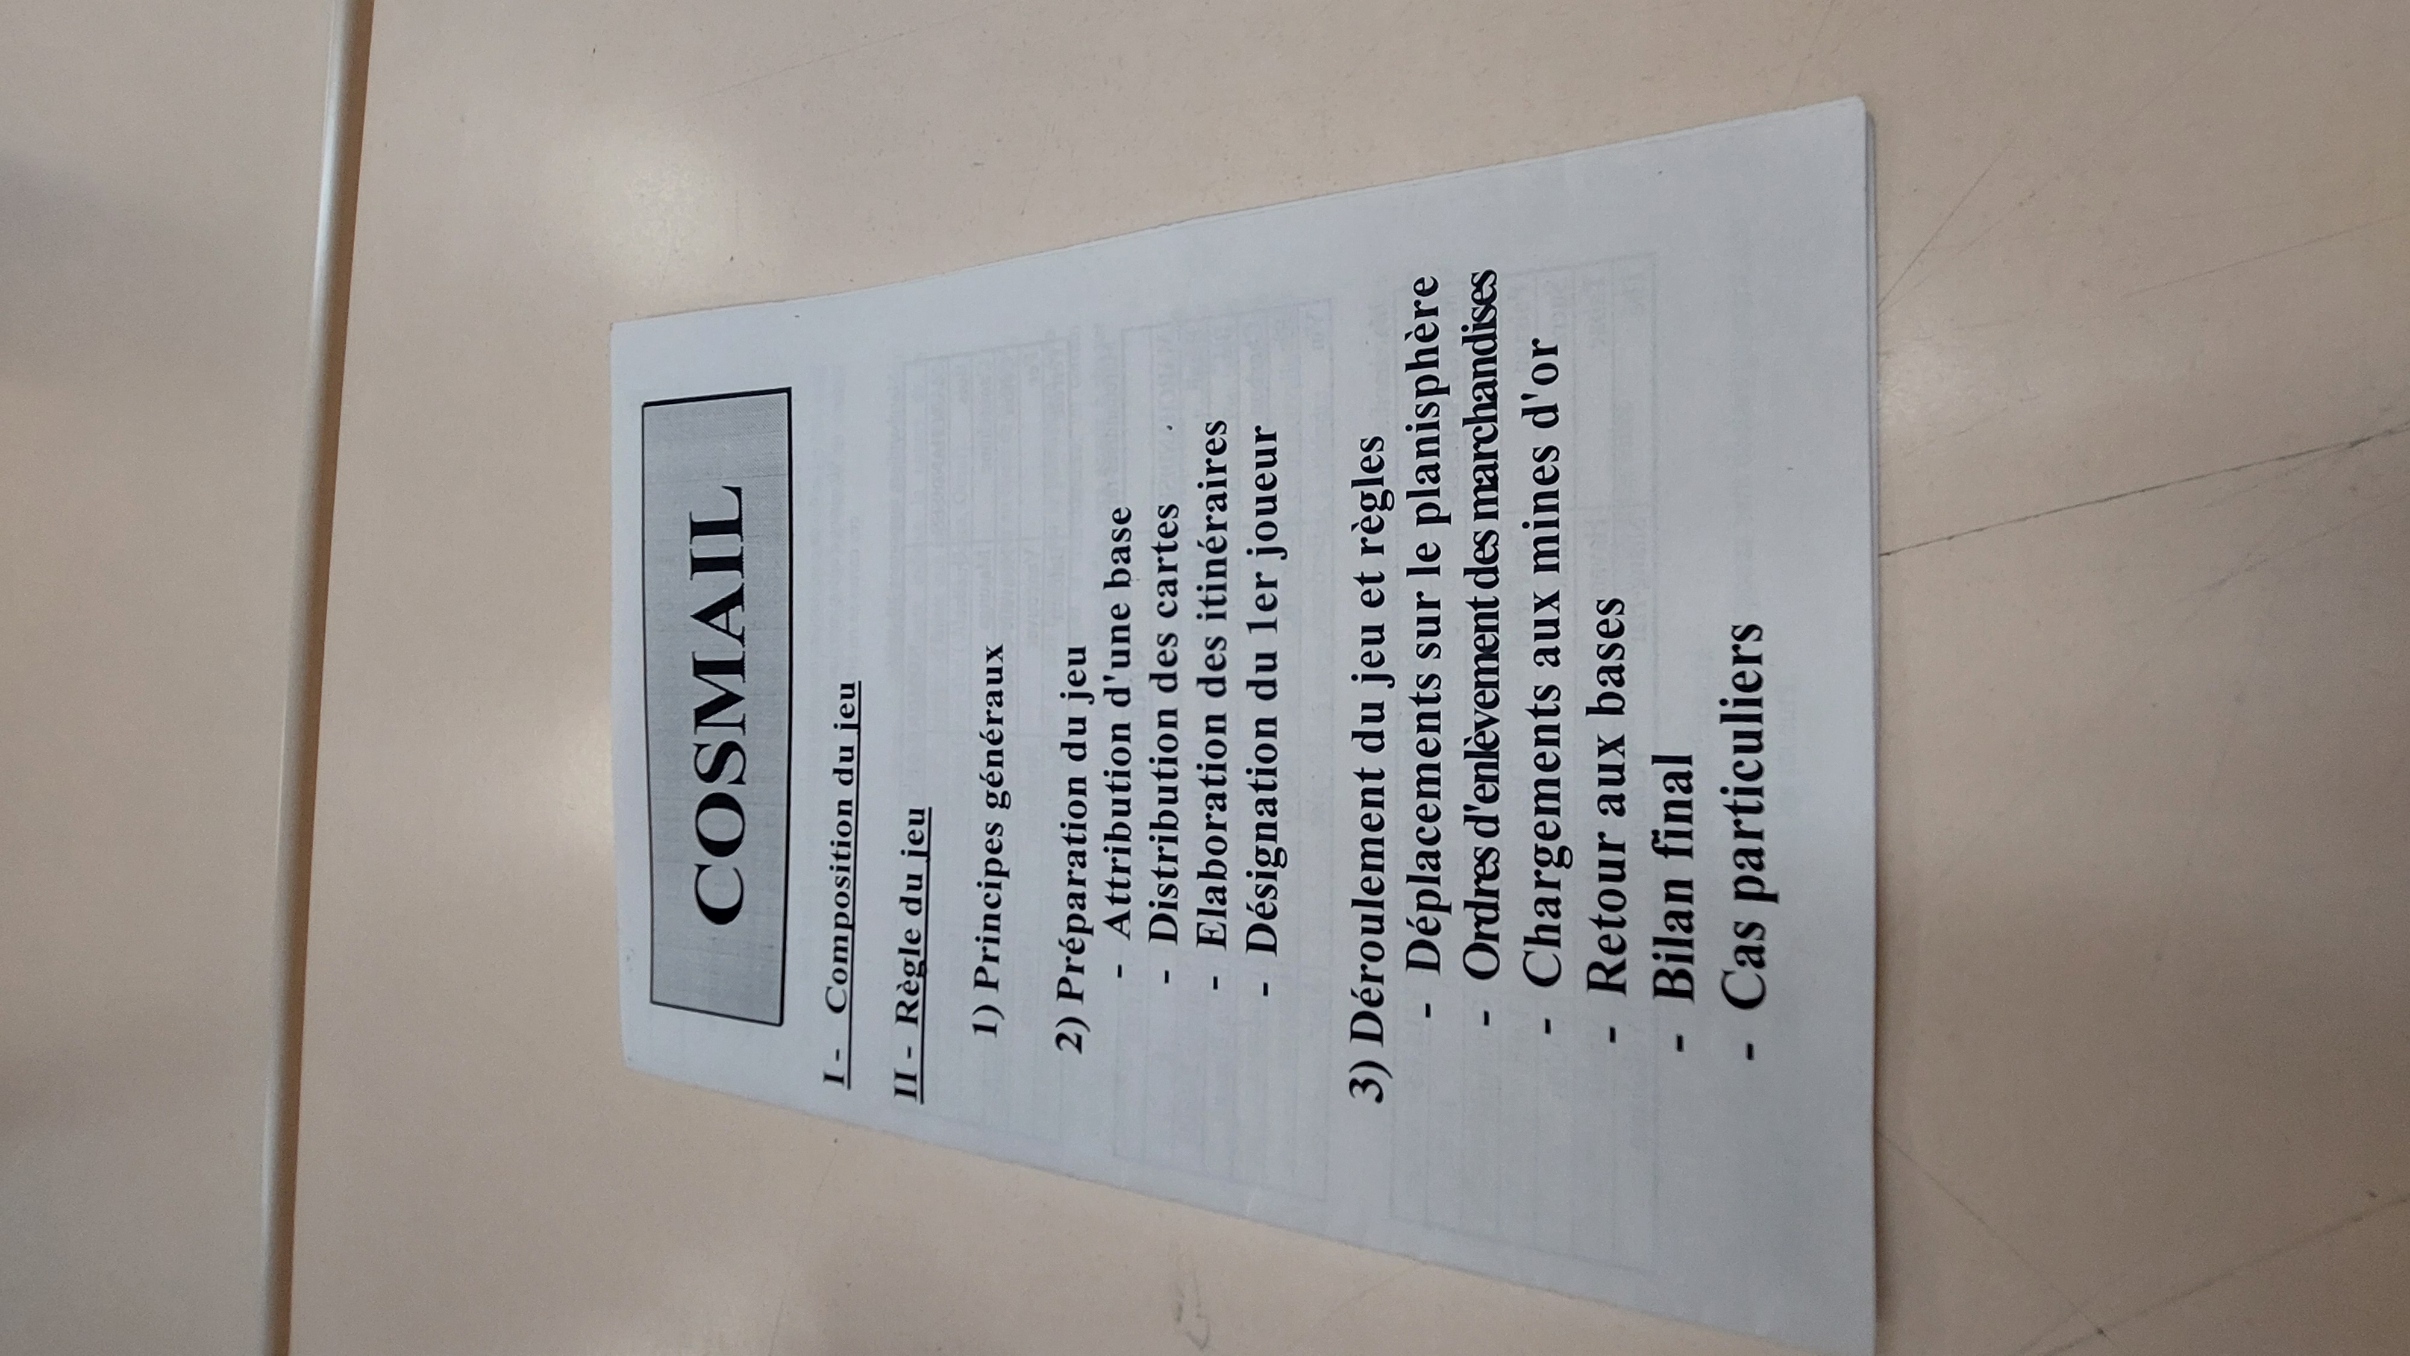 COSMAIL
I - Composition du jeu
II - Règle du jeu
1) Principes généraux
2) Préparation du jeu
- Attribution d'une base
- Distribution des cartes
- Elaboration des itinéraires
- Désignation du 1er joueur
3) Déroulement du jeu et règles
- Déplacements sur le planisphère
- Ordres d'enlèvement des marchandises
- Chargements aux mines d'or
- Retour aux bases
- Bilan final
- Cas particuliers